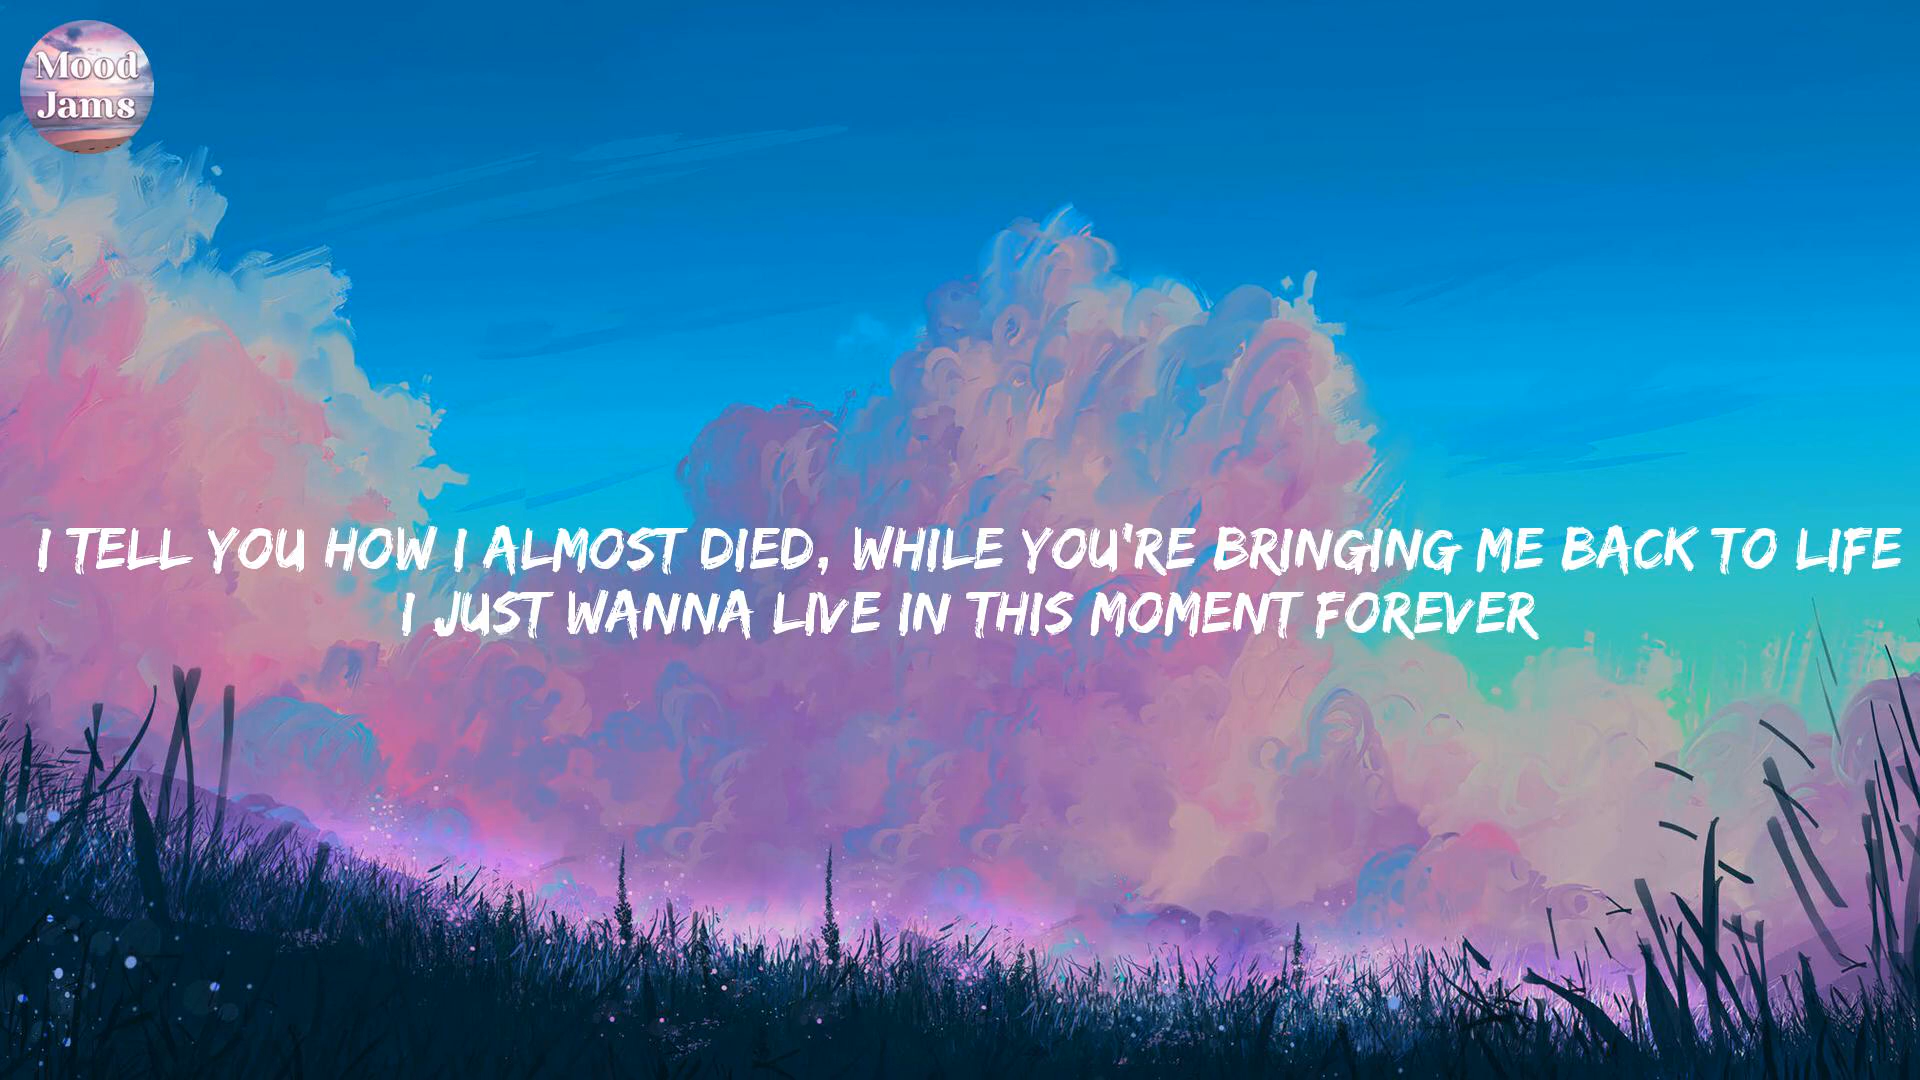 Mood
Jams
I TELL YOU HOW I ALMOST DIED, WHILE YOU'RE BRINGING ME BACK TO LIFE
I JUST WANNA LIVE IN THIS MOMENT FOREVER